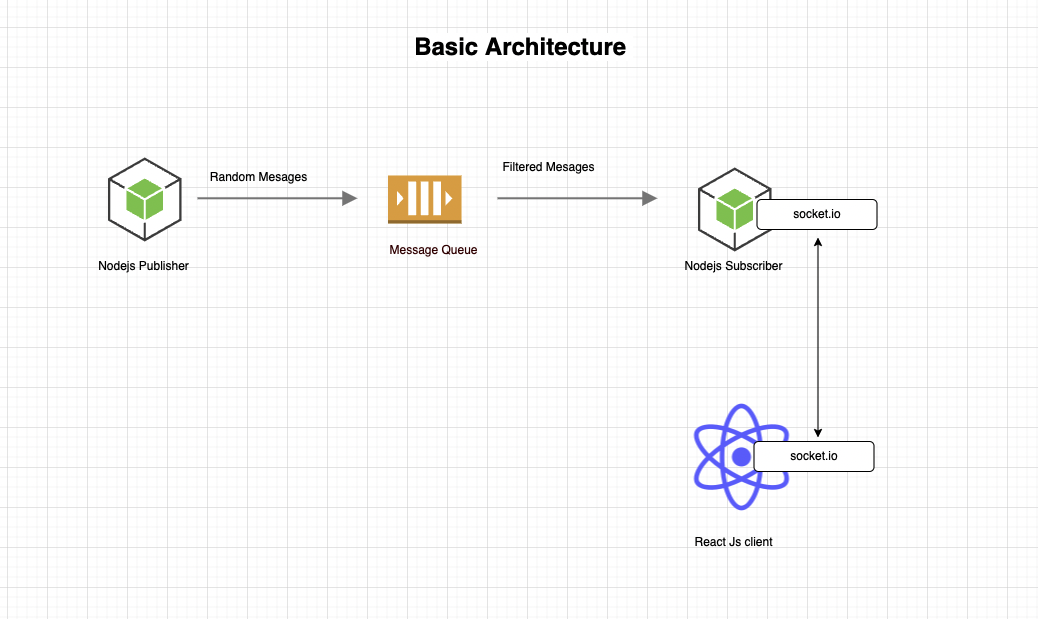 Basic Architecture
Random Mesages
Filtered Mesages
socket.io
Message Queue
Nodejs Publisher
Nodejs Subscriber
socket.io
React Js client